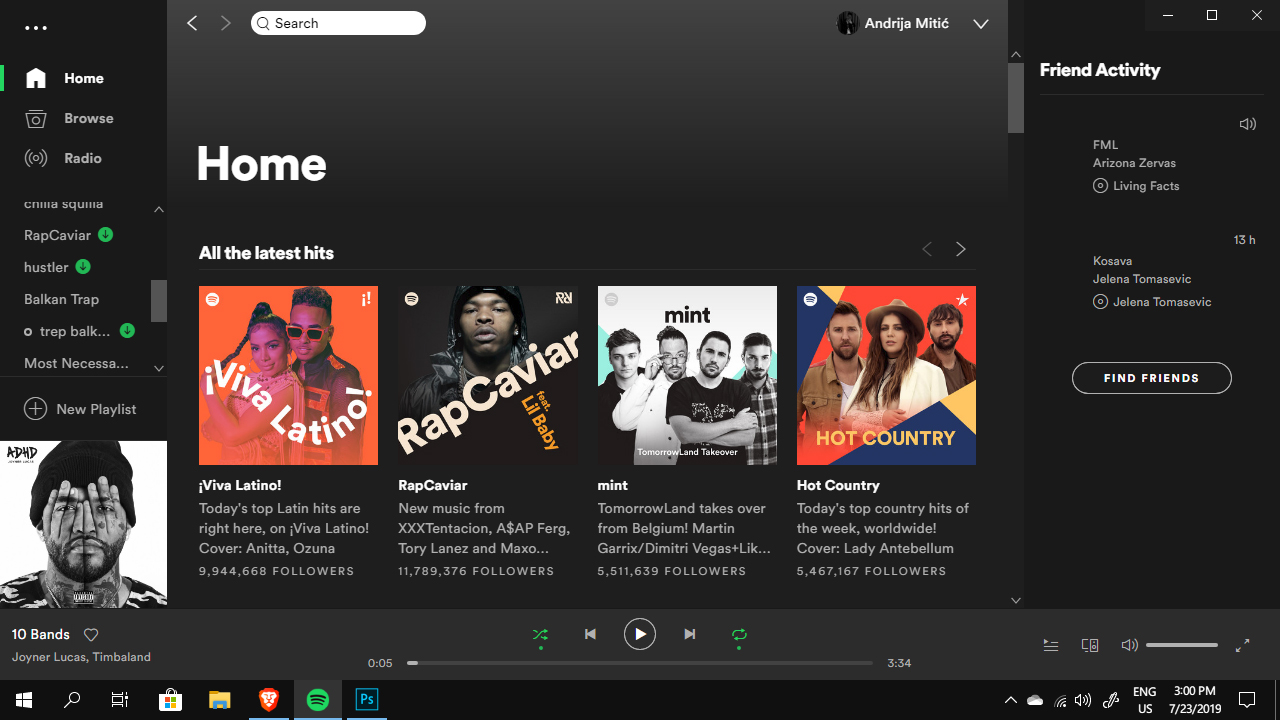 Search
Andrija Mitić
Home
Browse
Radio
chilla squilla
RapCaviar
hustler
Balkan Trap
trep balk...
Most Necessa...
New Playlist
ADHD
JOYNER LUCAS
Home
All the latest hits
¡!
¡Viva Latino!
RapCaviar
feat.
Lil Baby
mint
TomorrowLand Takeover
HOT COUNTRY
¡Viva Latino!
Today's top Latin hits are
right here, on ¡Viva Latino!
Cover: Anitta, Ozuna
9,944,668 FOLLOWERS
RapCaviar
New music from
XXXTentacion, A$AP Ferg,
Tory Lanez and Maxo...
11,789,376 FOLLOWERS
mint
TomorrowLand takes over
from Belgium! Martin
Garrix/Dimitri Vegas+Lik...
5,511,639 FOLLOWERS
Hot Country
Today's top country hits of
the week, worldwide!
Cover: Lady Antebellum
5,467,167 FOLLOWERS
Friend Activity
FML
Arizona Zervas
Living Facts
13 h
Kosava
Jelena Tomasevic
Jelena Tomasevic
FIND FRIENDS
10 Bands
Joyner Lucas, Timbaland
0:05
3:34
Ps
ENG
US
3:00 PM
7/23/2019